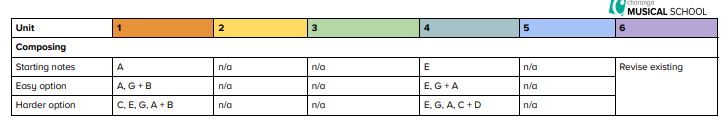 charanga
MUSICAL SCHOOL
Unit 1 2 3 4 5 6
Composing
Starting notes A n/a n/a E n/a Revise existing
Easy option A, G + B n/a n/a E, G + A n/a
Harder option C, E, G, A + B n/a n/a E, G, A, C + D n/a